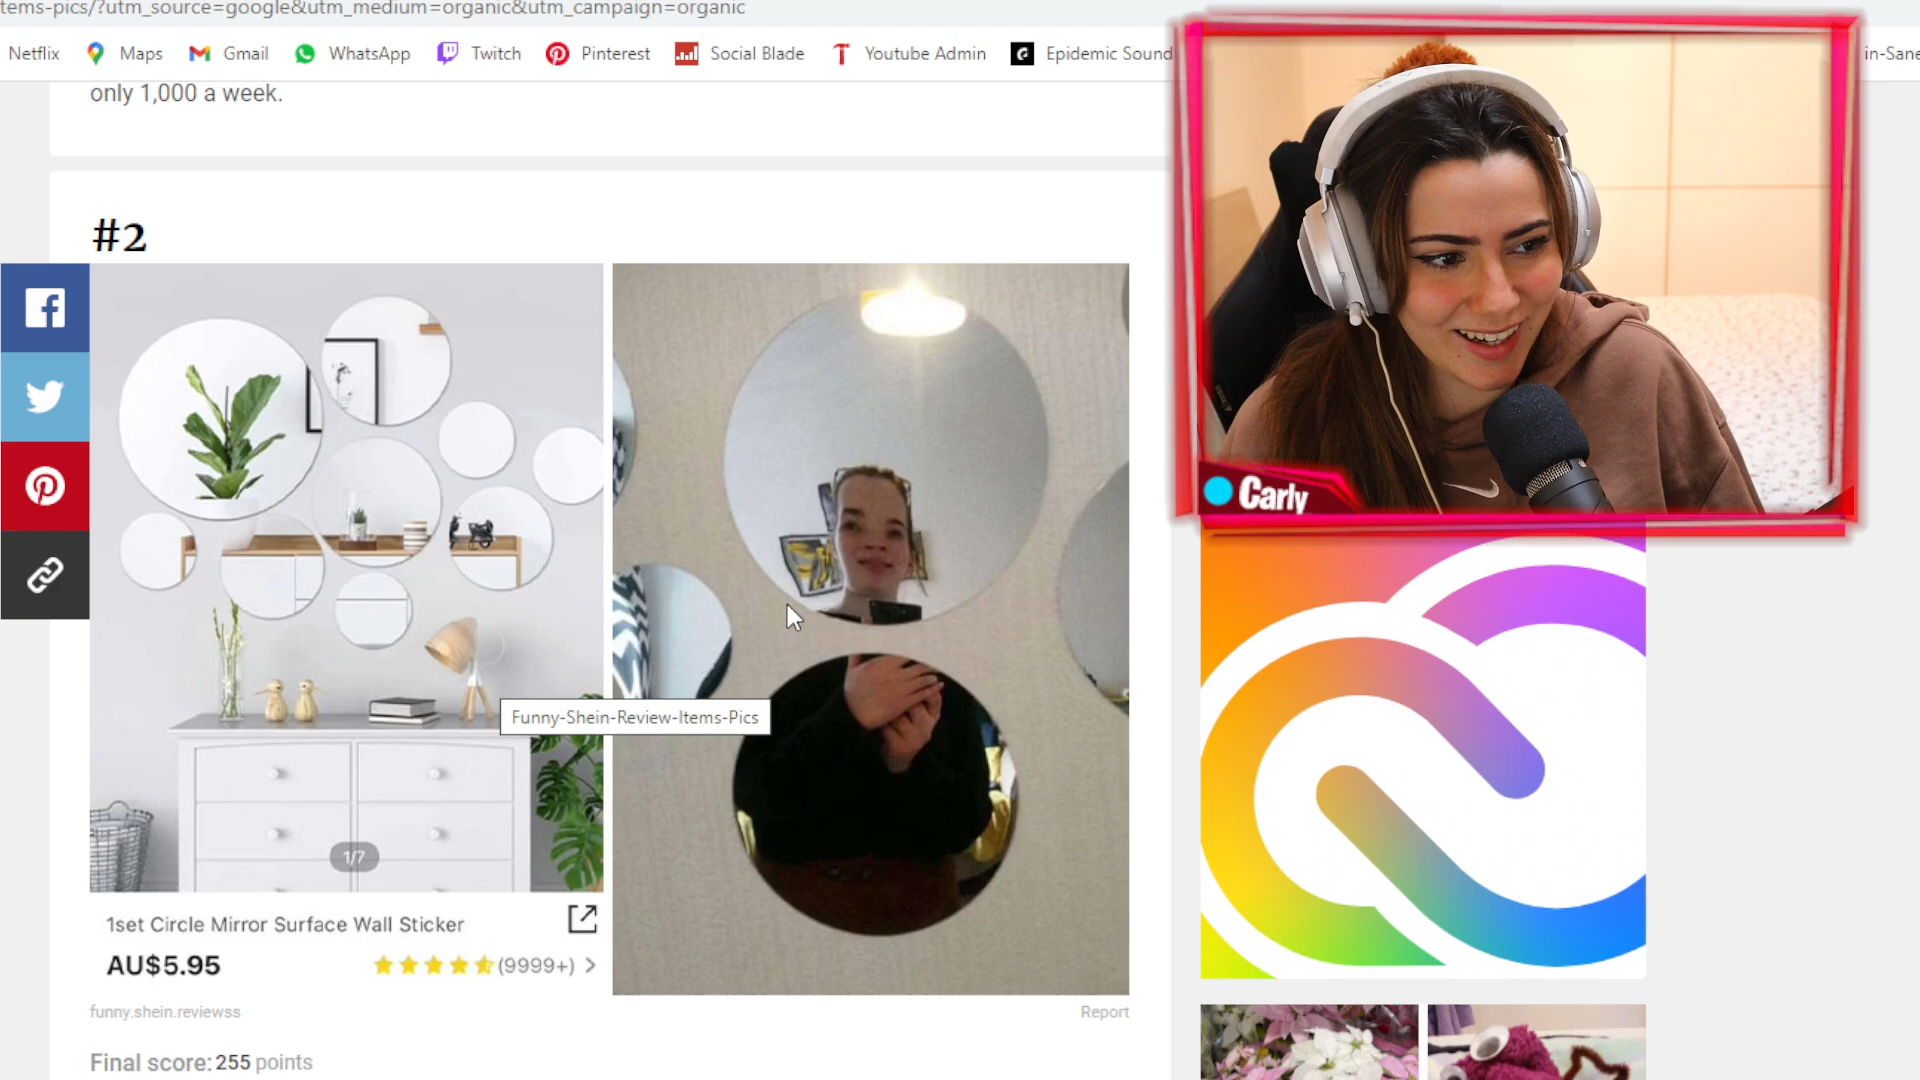 tems-pics/?utm_source=google&utm_medium=organic&utm_campaign=organic
Netflix Maps Gmail WhatsApp Twitch Pinterest Social Blade Youtube Admin Epidemic Sound in-Sane
only 1,000 a week.
#2
Carly
Funny-Shein-Review-Items-Pics
1/7
1set Circle Mirror Surface Wall Sticker
AU$5.95 (9999+)
funny.shein.reviewss Report
Final score: 255 points